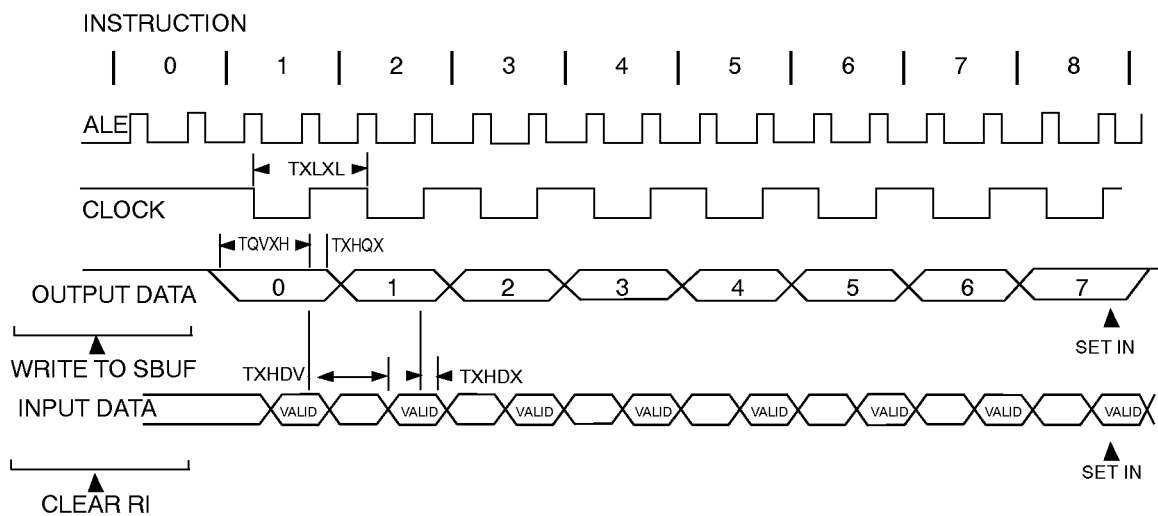 INSTRUCTION
0 1 2 3 4 5 6 7 8
ALE
TXLXL
CLOCK
TQVXH TXHQX
OUTPUT DATA 0 1 2 3 4 5 6 7
WRITE TO SBUF
SET IN
TXHDV TXHDX
INPUT DATA VALID VALID VALID VALID VALID VALID VALID VALID
SET IN
CLEAR RI